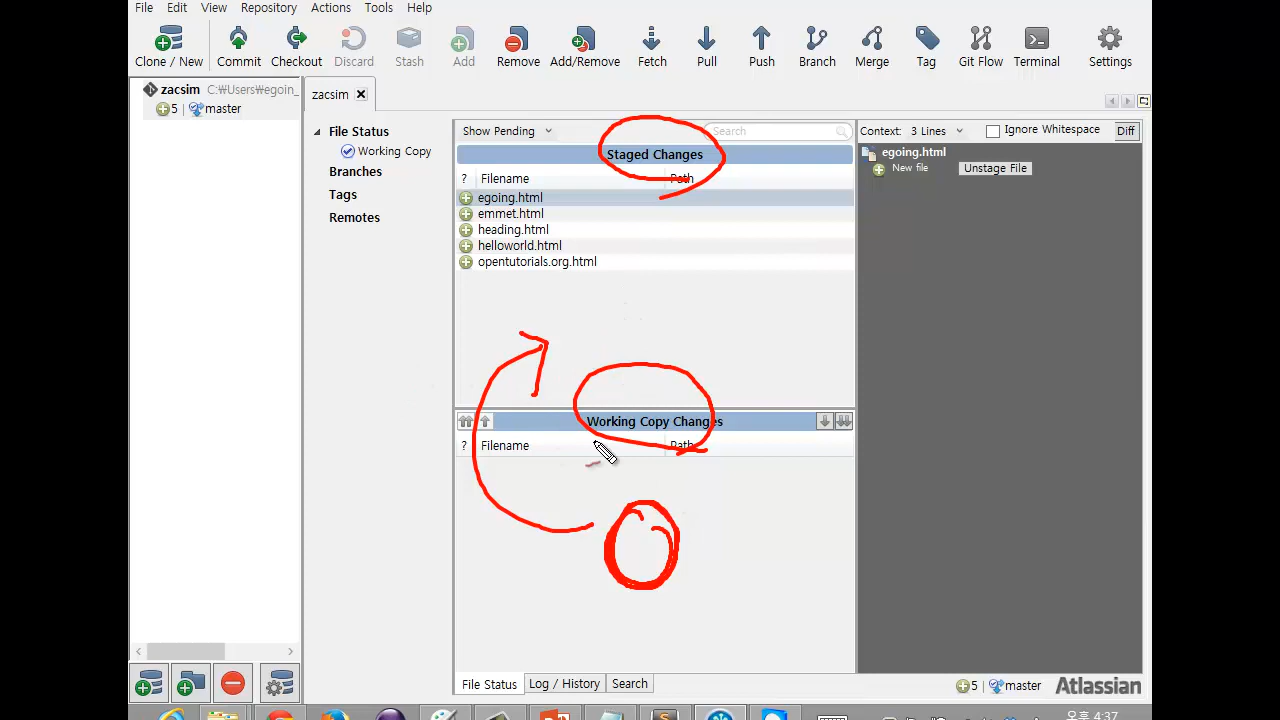 File Edit View Repository Actions Tools Help
Clone / New Commit Checkout Discard Stash Add Remove Add/Remove Fetch Pull Push Branch Merge Tag Git Flow Terminal Settings
zacsim C:₩Users₩egoin_
5 master
zacsim
File Status
Working Copy
Branches
Tags
Remotes
Show Pending
Search
Staged Changes
? Filename Path
egoing.html
emmet.html
heading.html
helloworld.html
opentutorials.org.html
Working Copy Changes
? Filename Path
File Status Log / History Search
Context: 3 Lines Ignore Whitespace Diff
egoing.html
New file Unstage File
5 master Atlassian
오후 4:37